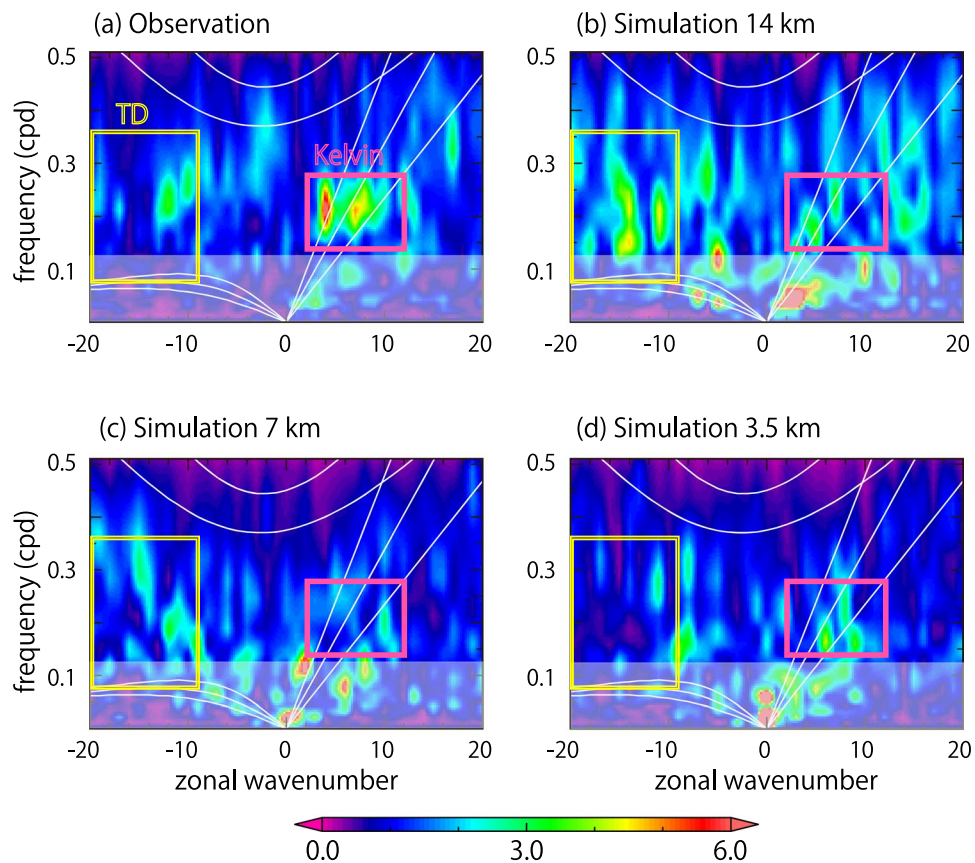 (a) Observation
(b) Simulation 14 km
0.5
0.3
0.1
frequency (cpd)
TD
Kelvin
-20 -10 0 10 20
0.5
0.3
0.1
-20 -10 0 10 20
(c) Simulation 7 km
(d) Simulation 3.5 km
0.5
0.3
0.1
frequency (cpd)
-20 -10 0 10 20
zonal wavenumber
0.5
0.3
0.1
-20 -10 0 10 20
zonal wavenumber
0.0 3.0 6.0